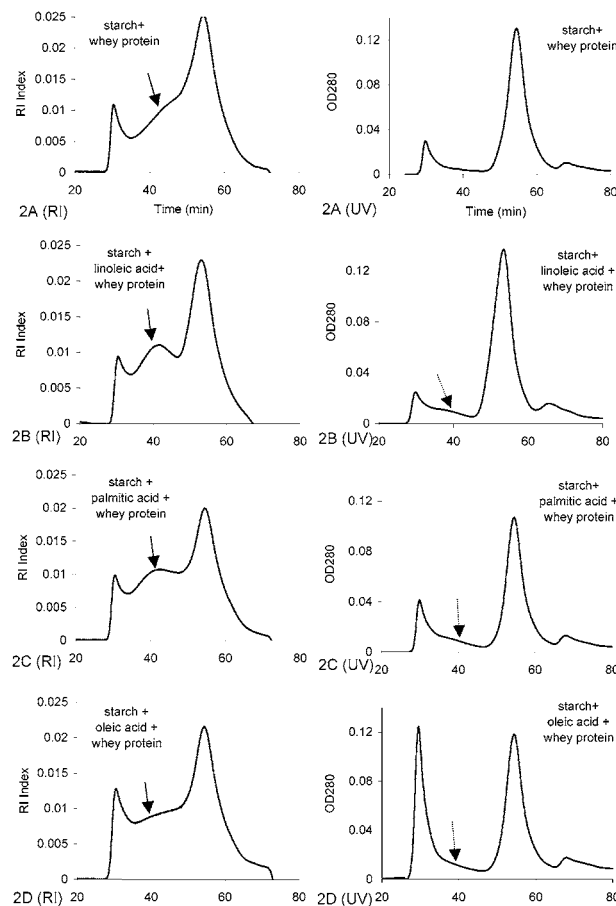 0.025
0.02
0.015
0.01
0.005
0
RI Index
starch+
whey protein
20 40 60 80
2A (RI)
Time (min)
0.12
0.08
0.04
0
OD280
starch+
whey protein
20 40 60 80
2A (UV)
Time (min)
0.025
0.02
0.015
0.01
0.005
0
RI Index
starch +
linoleic acid+
whey protein
20 40 60 80
2B (RI)
0.12
0.08
0.04
0
OD280
starch+
linoleic acid +
whey protein
20 40 60 80
2B (UV)
0.025
0.02
0.015
0.01
0.005
0
RI Index
starch +
palmitic acid +
whey protein
20 40 60 80
2C (RI)
0.12
0.08
0.04
0
OD280
starch+
palmitic acid +
whey protein
20 40 60 80
2C (UV)
0.025
0.02
0.015
0.01
0.005
0
RI Index
starch +
oleic acid +
whey protein
20 40 60 80
2D (RI)
0.12
0.08
0.04
0
OD280
starch+
oleic acid +
whey protein
20 40 60 80
2D (UV)